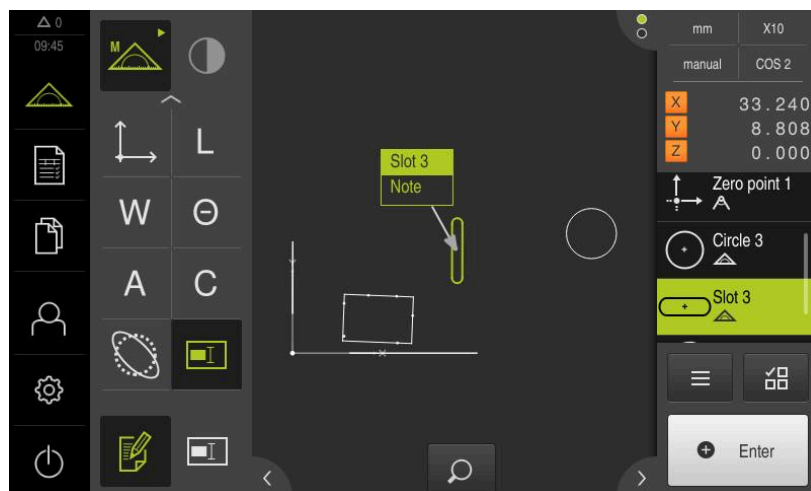 0
09:45
M
L
W
Θ
A
C
Slot 3
Note
mm
X10
manual
COS 2
X
33.240
Y
8.808
Z
0.000
Zero point 1
Circle 3
Slot 3
Enter